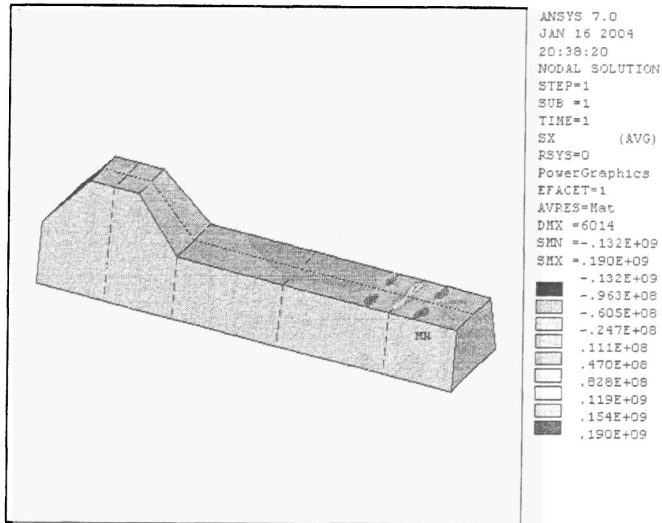 ANSYS 7.0
JAN 16 2004
20:38:20
NODAL SOLUTION
STEP=1
SUB =1
TIME=1
SX (AVG)
RSYS=0
PowerGraphics
EFACET=1
AVRES=Mat
DMX =6014
SMN =-.132E+09
SMX =.190E+09
-.132E+09
-.963E+08
-.605E+08
-.247E+08
.111E+08
.470E+08
.828E+08
.119E+09
.154E+09
.190E+09